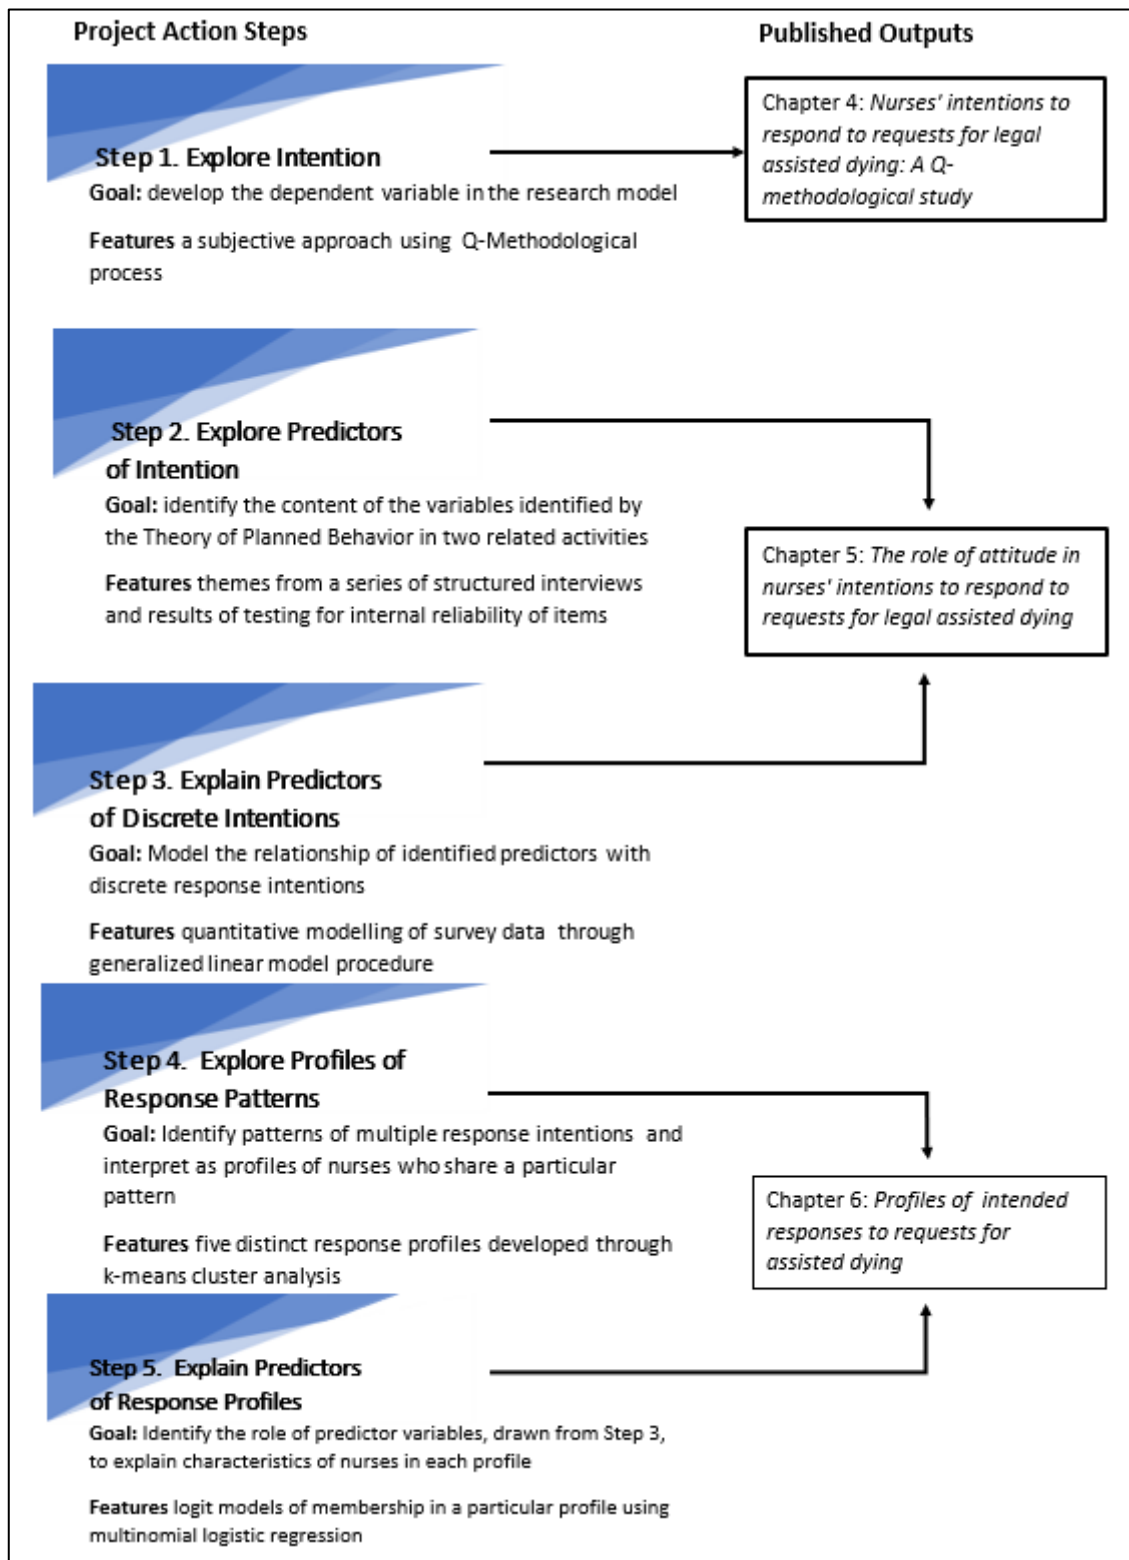 Project Action Steps
Published Outputs
Step 1. Explore Intention
Goal: develop the dependent variable in the research model
Features a subjective approach using Q-Methodological
process
Chapter 4: Nurses' intentions to
respond to requests for legal
assisted dying: A Q-
methodological study
Step 2. Explore Predictors
of Intention
Goal: identify the content of the variables identified by
the Theory of Planned Behavior in two related activities
Features themes from a series of structured interviews
and results of testing for internal reliability of items
Chapter 5: The role of attitude in
nurses' intentions to respond to
requests for legal assisted dying
Step 3. Explain Predictors
of Discrete Intentions
Goal: Model the relationship of identified predictors with
discrete response intentions
Features quantitative modelling of survey data through
generalized linear model procedure
Step 4. Explore Profiles of
Response Patterns
Goal: Identify patterns of multiple response intentions and
interpret as profiles of nurses who share a particular
pattern
Features five distinct response profiles developed through
k-means cluster analysis
Chapter 6: Profiles of intended
responses to requests for
assisted dying
Step 5. Explain Predictors
of Response Profiles
Goal: Identify the role of predictor variables, drawn from Step 3,
to explain characteristics of nurses in each profile
Features logit models of membership in a particular profile using
multinomial logistic regression